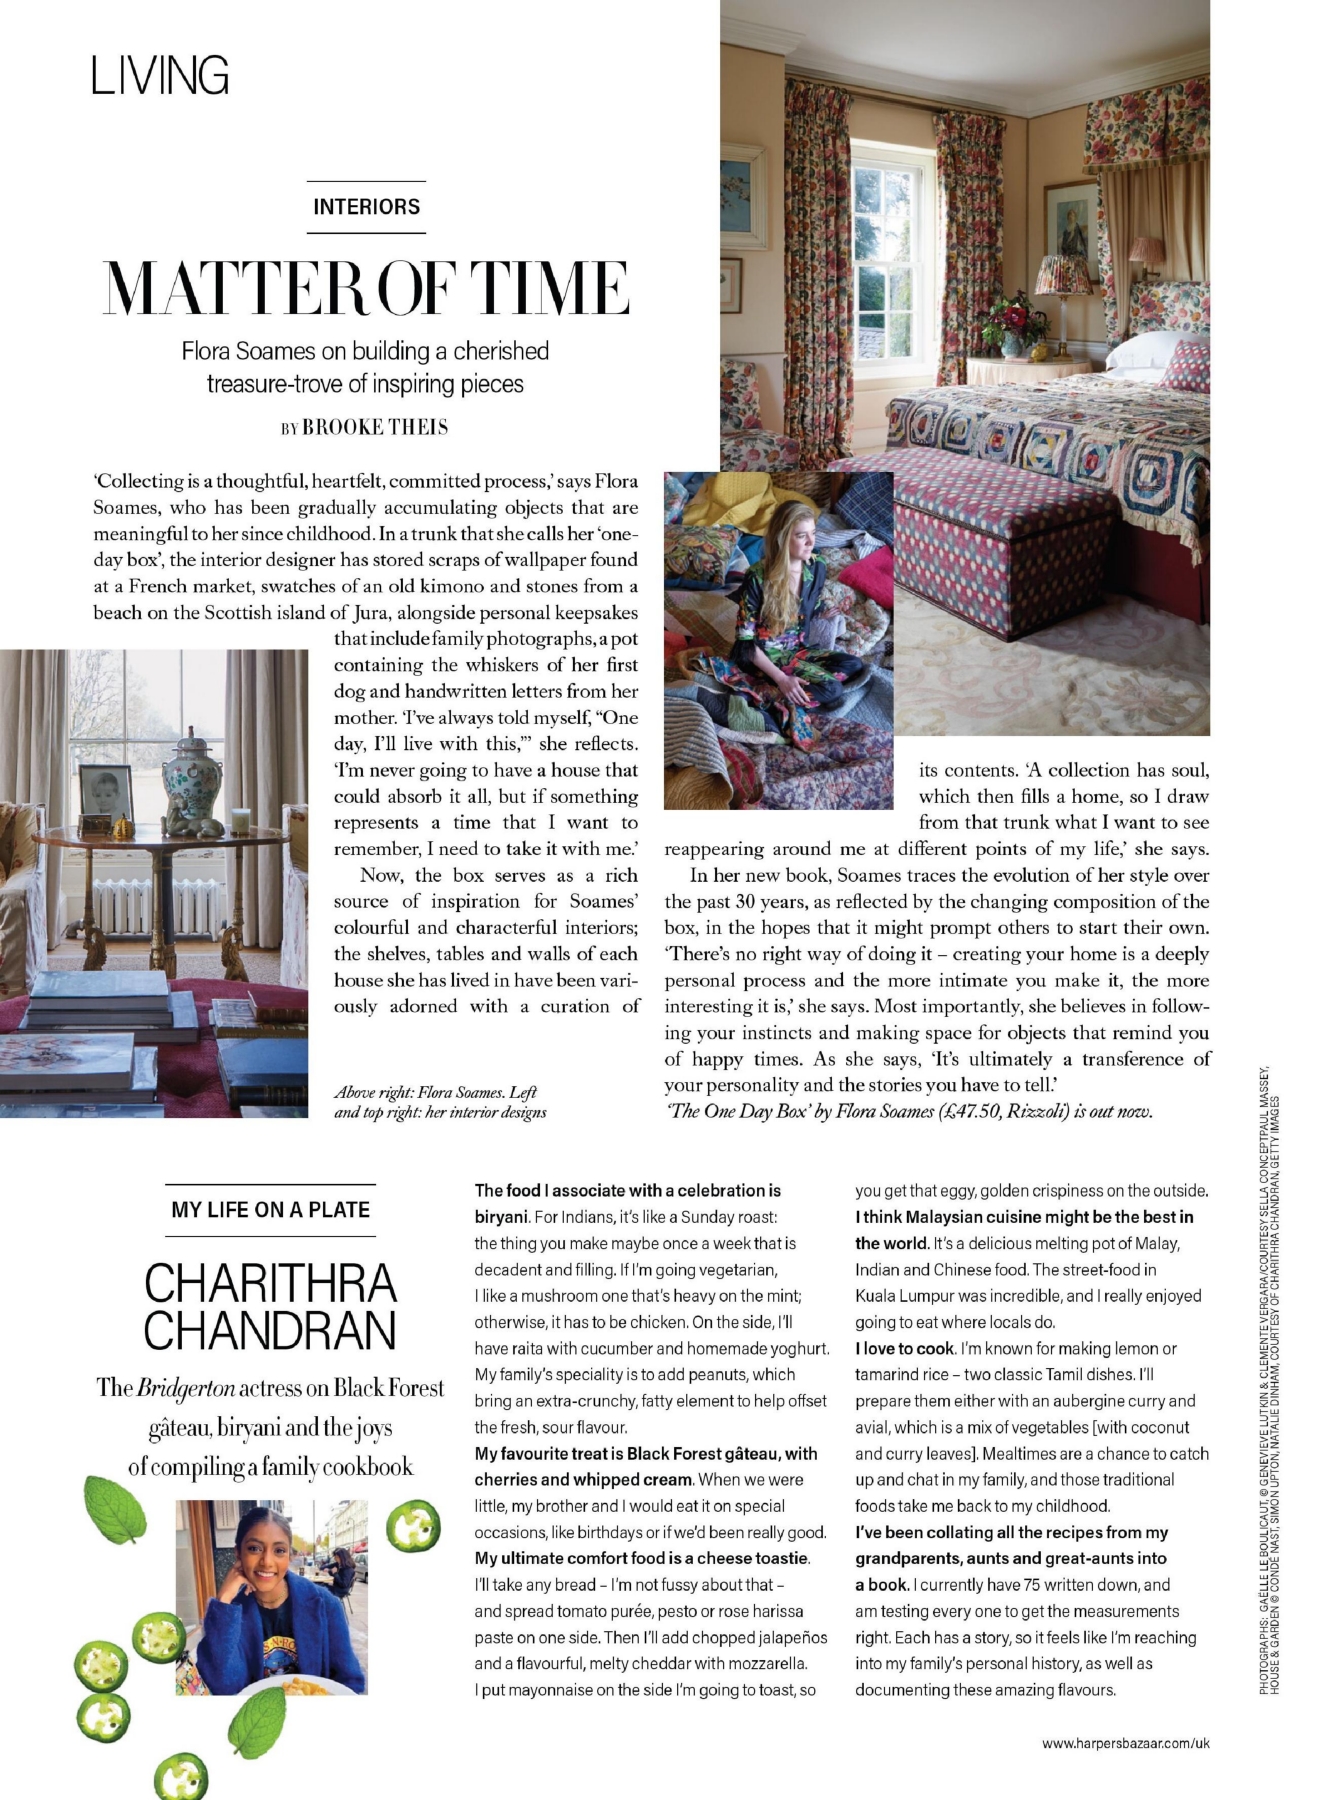 LIVING
INTERIORS
MATTER OF TIME
Flora Soames on building a cherished
treasure-trove of inspiring pieces
BY BROOKE THEIS
‘Collecting is a thoughtful, heartfelt, committed process,’ says Flora
Soames, who has been gradually accumulating objects that are
meaningful to her since childhood. In a trunk that she calls her ‘one-
day box’, the interior designer has stored scraps of wallpaper found
at a French market, swatches of an old kimono and stones from a
beach on the Scottish island of Jura, alongside personal keepsakes
that include family photographs, a pot
containing the whiskers of her first
dog and handwritten letters from her
mother. ‘I’ve always told myself, “One
day, I’ll live with this,”’ she reflects.
‘I’m never going to have a house that
could absorb it all, but if something
represents a time that I want to
remember, I need to take it with me.’
Now, the box serves as a rich
source of inspiration for Soames’
colourful and characterful interiors;
the shelves, tables and walls of each
house she has lived in have been vari-
ously adorned with a curation of
Above right: Flora Soames. Left
and top right: her interior designs
its contents. ‘A collection has soul,
which then fills a home, so I draw
from that trunk what I want to see
reappearing around me at different points of my life,’ she says.
In her new book, Soames traces the evolution of her style over
the past 30 years, as reflected by the changing composition of the
box, in the hopes that it might prompt others to start their own.
‘There’s no right way of doing it – creating your home is a deeply
personal process and the more intimate you make it, the more
interesting it is,’ she says. Most importantly, she believes in follow-
ing your instincts and making space for objects that remind you
of happy times. As she says, ‘It’s ultimately a transference of
your personality and the stories you have to tell.’
‘The One Day Box’ by Flora Soames (£47.50, Rizzoli) is out now.
MY LIFE ON A PLATE
CHARITHRA
CHANDRAN
The Bridgerton actress on Black Forest
gâteau, biryani and the joys
of compiling a family cookbook
The food I associate with a celebration is
biryani. For Indians, it’s like a Sunday roast:
the thing you make maybe once a week that is
decadent and filling. If I’m going vegetarian,
I like a mushroom one that’s heavy on the mint;
otherwise, it has to be chicken. On the side, I’ll
have raita with cucumber and homemade yoghurt.
My family’s speciality is to add peanuts, which
bring an extra-crunchy, fatty element to help offset
the fresh, sour flavour.
My favourite treat is Black Forest gâteau, with
cherries and whipped cream. When we were
little, my brother and I would eat it on special
occasions, like birthdays or if we’d been really good.
My ultimate comfort food is a cheese toastie.
I’ll take any bread – I’m not fussy about that –
and spread tomato purée, pesto or rose harissa
paste on one side. Then I’ll add chopped jalapeños
and a flavourful, melty cheddar with mozzarella.
I put mayonnaise on the side I’m going to toast, so
you get that eggy, golden crispiness on the outside.
I think Malaysian cuisine might be the best in
the world. It’s a delicious melting pot of Malay,
Indian and Chinese food. The street-food in
Kuala Lumpur was incredible, and I really enjoyed
going to eat where locals do.
I love to cook. I’m known for making lemon or
tamarind rice – two classic Tamil dishes. I’ll
prepare them either with an aubergine curry and
avial, which is a mix of vegetables [with coconut
and curry leaves]. Mealtimes are a chance to catch
up and chat in my family, and those traditional
foods take me back to my childhood.
I’ve been collating all the recipes from my
grandparents, aunts and great-aunts into
a book. I currently have 75 written down, and
am testing every one to get the measurements
right. Each has a story, so it feels like I’m reaching
into my family’s personal history, as well as
documenting these amazing flavours.
www.harpersbazaar.com/uk
PHOTOGRAPHS: GAËLLE LE BOULICAUT, © GENEVIEVE LUTKIN & CLEMENTE VERGARA/COURTESY SELLA CONCEPTPAUL MASSEY,
HOUSE & GARDEN © CONDÉ NAST, SIMON UPTON, NATALIE DINHAM, COURTESY OF CHARITHRA CHANDRAN, GETTY IMAGES